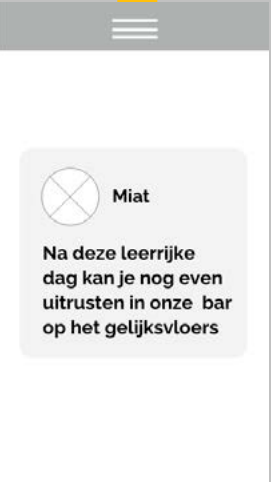 Miat
Na deze leerrijke
dag kan je nog even
uitrusten in onze  bar
op het gelijksvloers